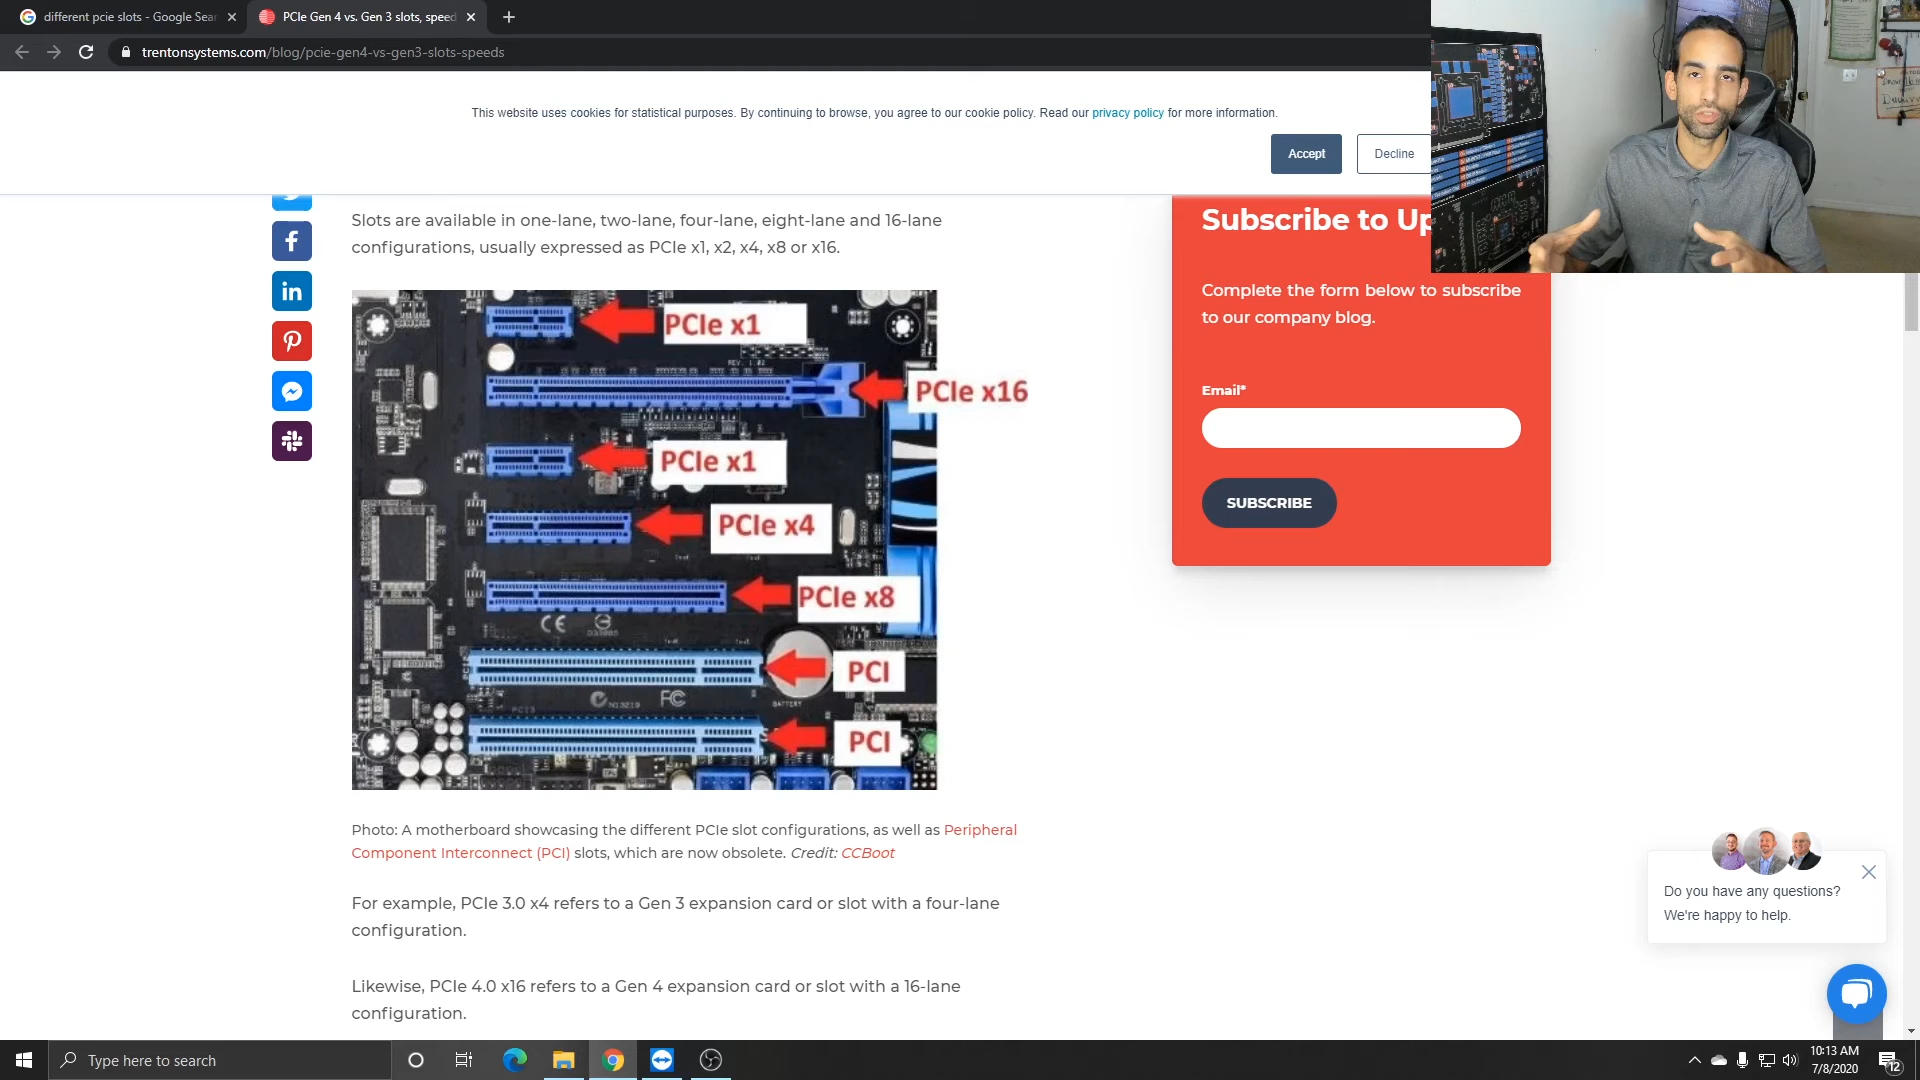 different pcie slots - Google Sear
PCIe Gen 4 vs. Gen 3 slots, speed
trentonsystems.com/blog/pcie-gen4-vs-gen3-slots-speeds
This website uses cookies for statistical purposes. By continuing to browse, you agree to our cookie policy. Read our privacy policy for more information.
Accept
Decline
Slots are available in one-lane, two-lane, four-lane, eight-lane and 16-lane
configurations, usually expressed as PCIe x1, x2, x4, x8 or x16.
PCIe x1
PCIe x16
PCIe x1
PCIe x4
PCIe x8
PCI
BATTERY
PCI
Subscribe to Up
Complete the form below to subscribe
to our company blog.
Email*
SUBSCRIBE
Photo: A motherboard showcasing the different PCIe slot configurations, as well as Peripheral
Component Interconnect (PCI) slots, which are now obsolete. Credit: CCBoot
For example, PCIe 3.0 x4 refers to a Gen 3 expansion card or slot with a four-lane
configuration.
Likewise, PCIe 4.0 x16 refers to a Gen 4 expansion card or slot with a 16-lane
configuration.
Do you have any questions?
We're happy to help.
Type here to search
10:13 AM
7/8/2020
12